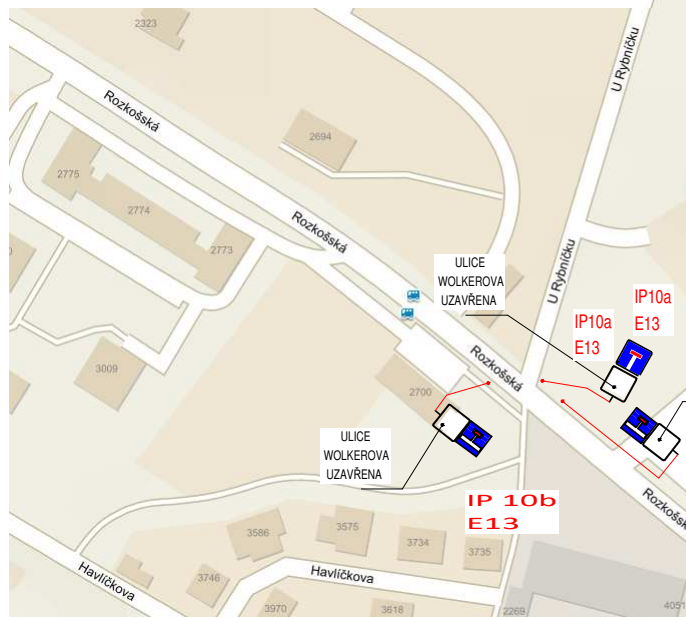 2323
U Rybníčku
Rozkošská
2694
2775
2774
2773
Rozkošská
U Rybníčku
ULICE
WOLKEROVA
UZAVŘENA
IP10a
E13
IP10a
E13
Rozkošská
3009
2700
ULICE
WOLKEROVA
UZAVŘENA
IP 10b
E13
Rozkošsk
3586
3575
3734
3735
Havlíčkova
3746
Havlíčkova
3970
3618
2269
4051